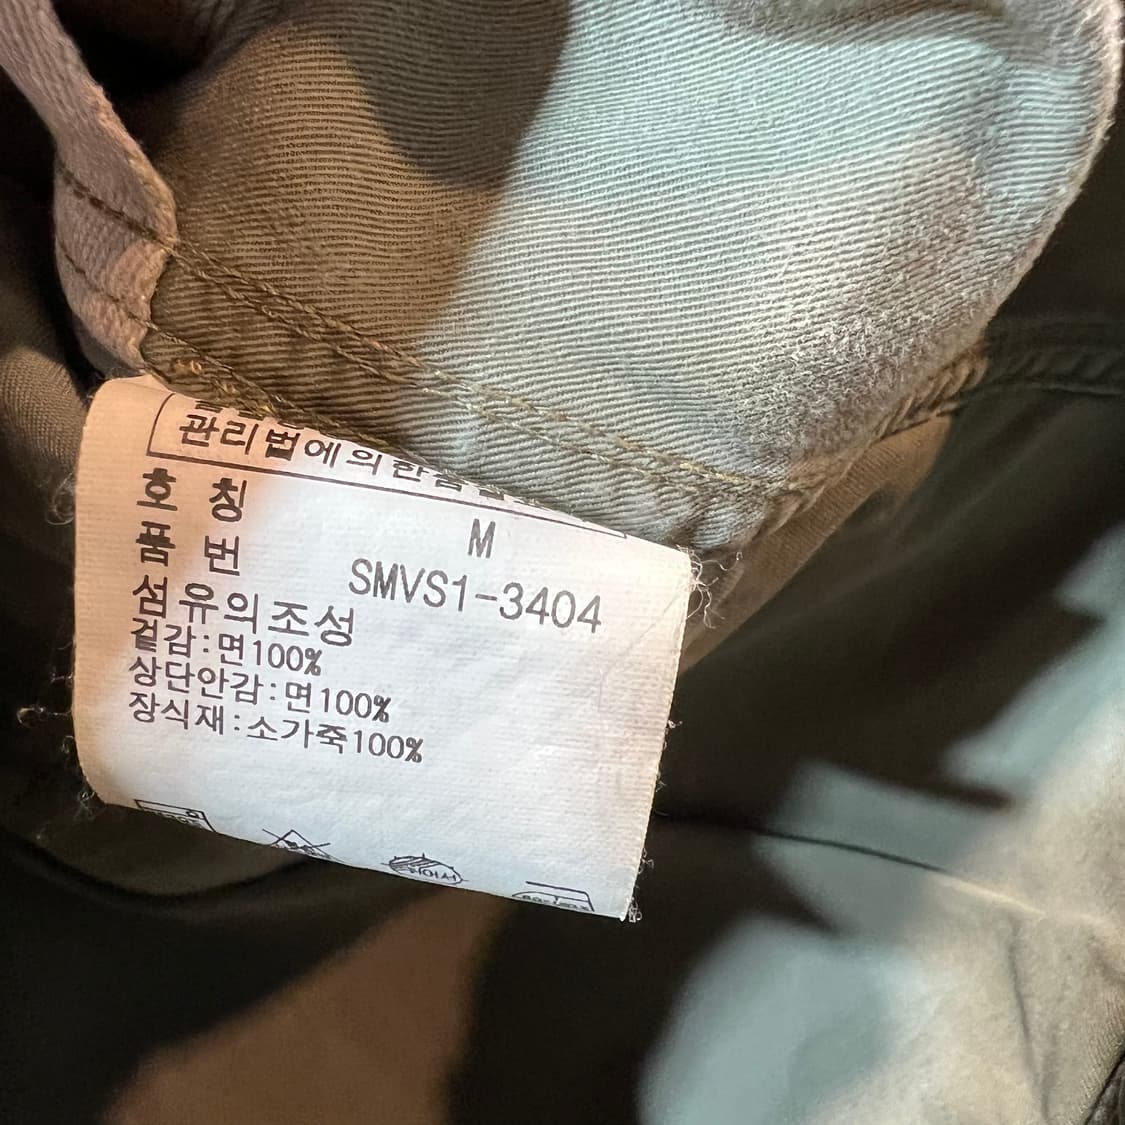 관리법에의한품질
호 칭 M
품 번 SMVS1-3404
섬유의조성
겉감:면100%
상단안감:면100%
장식재:소가죽100%